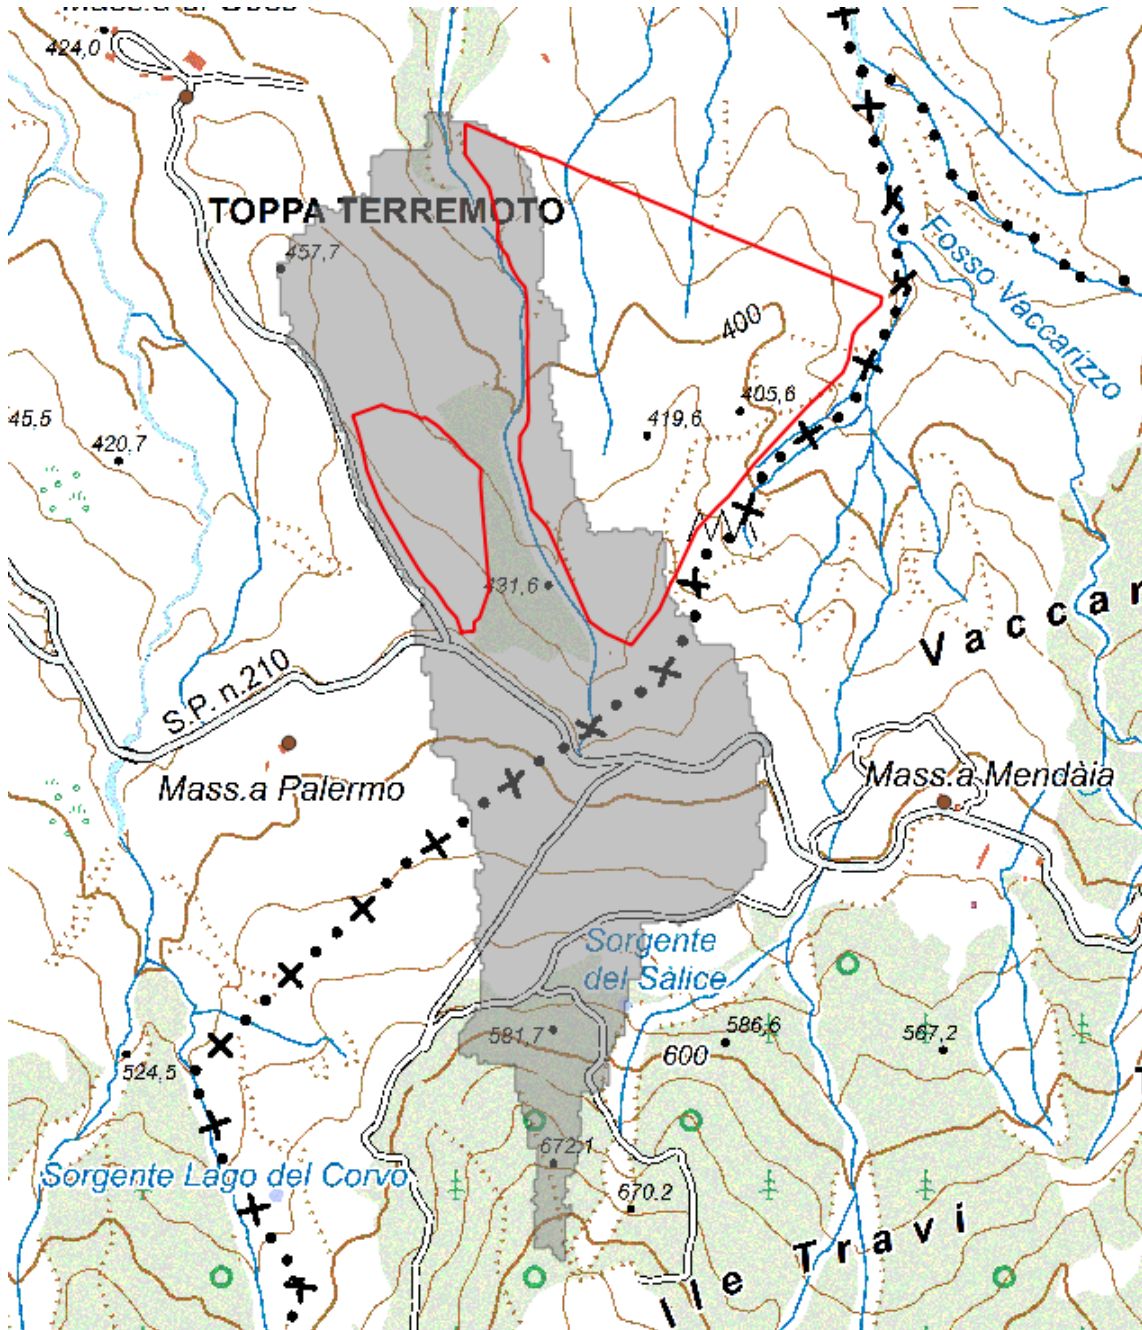 424,0
TOPPA TERREMOTO
457,7
Fosso Vaccarizzo
400
405,6
45,5
420,7
419,6
431,6
Vaccar
S.P. n.210
Mass.a Palermo
Mass.a Mendàia
Sorgente
del Sàlice
581,7
586,6
567,2
600
524,5
672,1
Sorgente Lago del Corvo
670.2
lle Travi